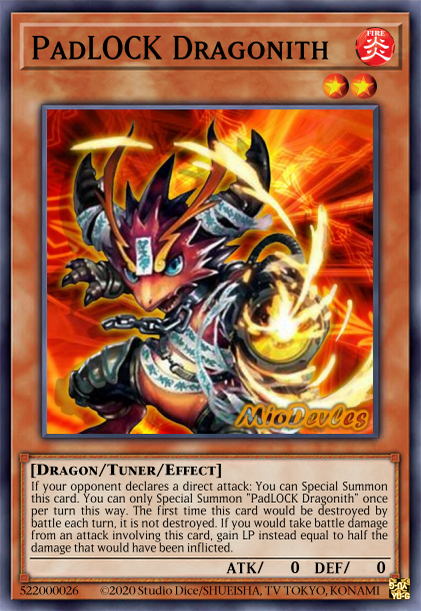 PadLOCK Dragonith
FIRE
炎
MioDevles
[Dragon/Tuner/Effect]
If your opponent declares a direct attack: You can Special Summon
this card. You can only Special Summon "PadLOCK Dragonith" once
per turn this way. The first time this card would be destroyed by
battle each turn, it is not destroyed. If you would take battle damage
from an attack involving this card, gain LP instead equal to half the
damage that would have been inflicted.
ATK/ 0 DEF/ 0
522000026 ©2020 Studio Dice/SHUEISHA, TV TOKYO, KONAMI